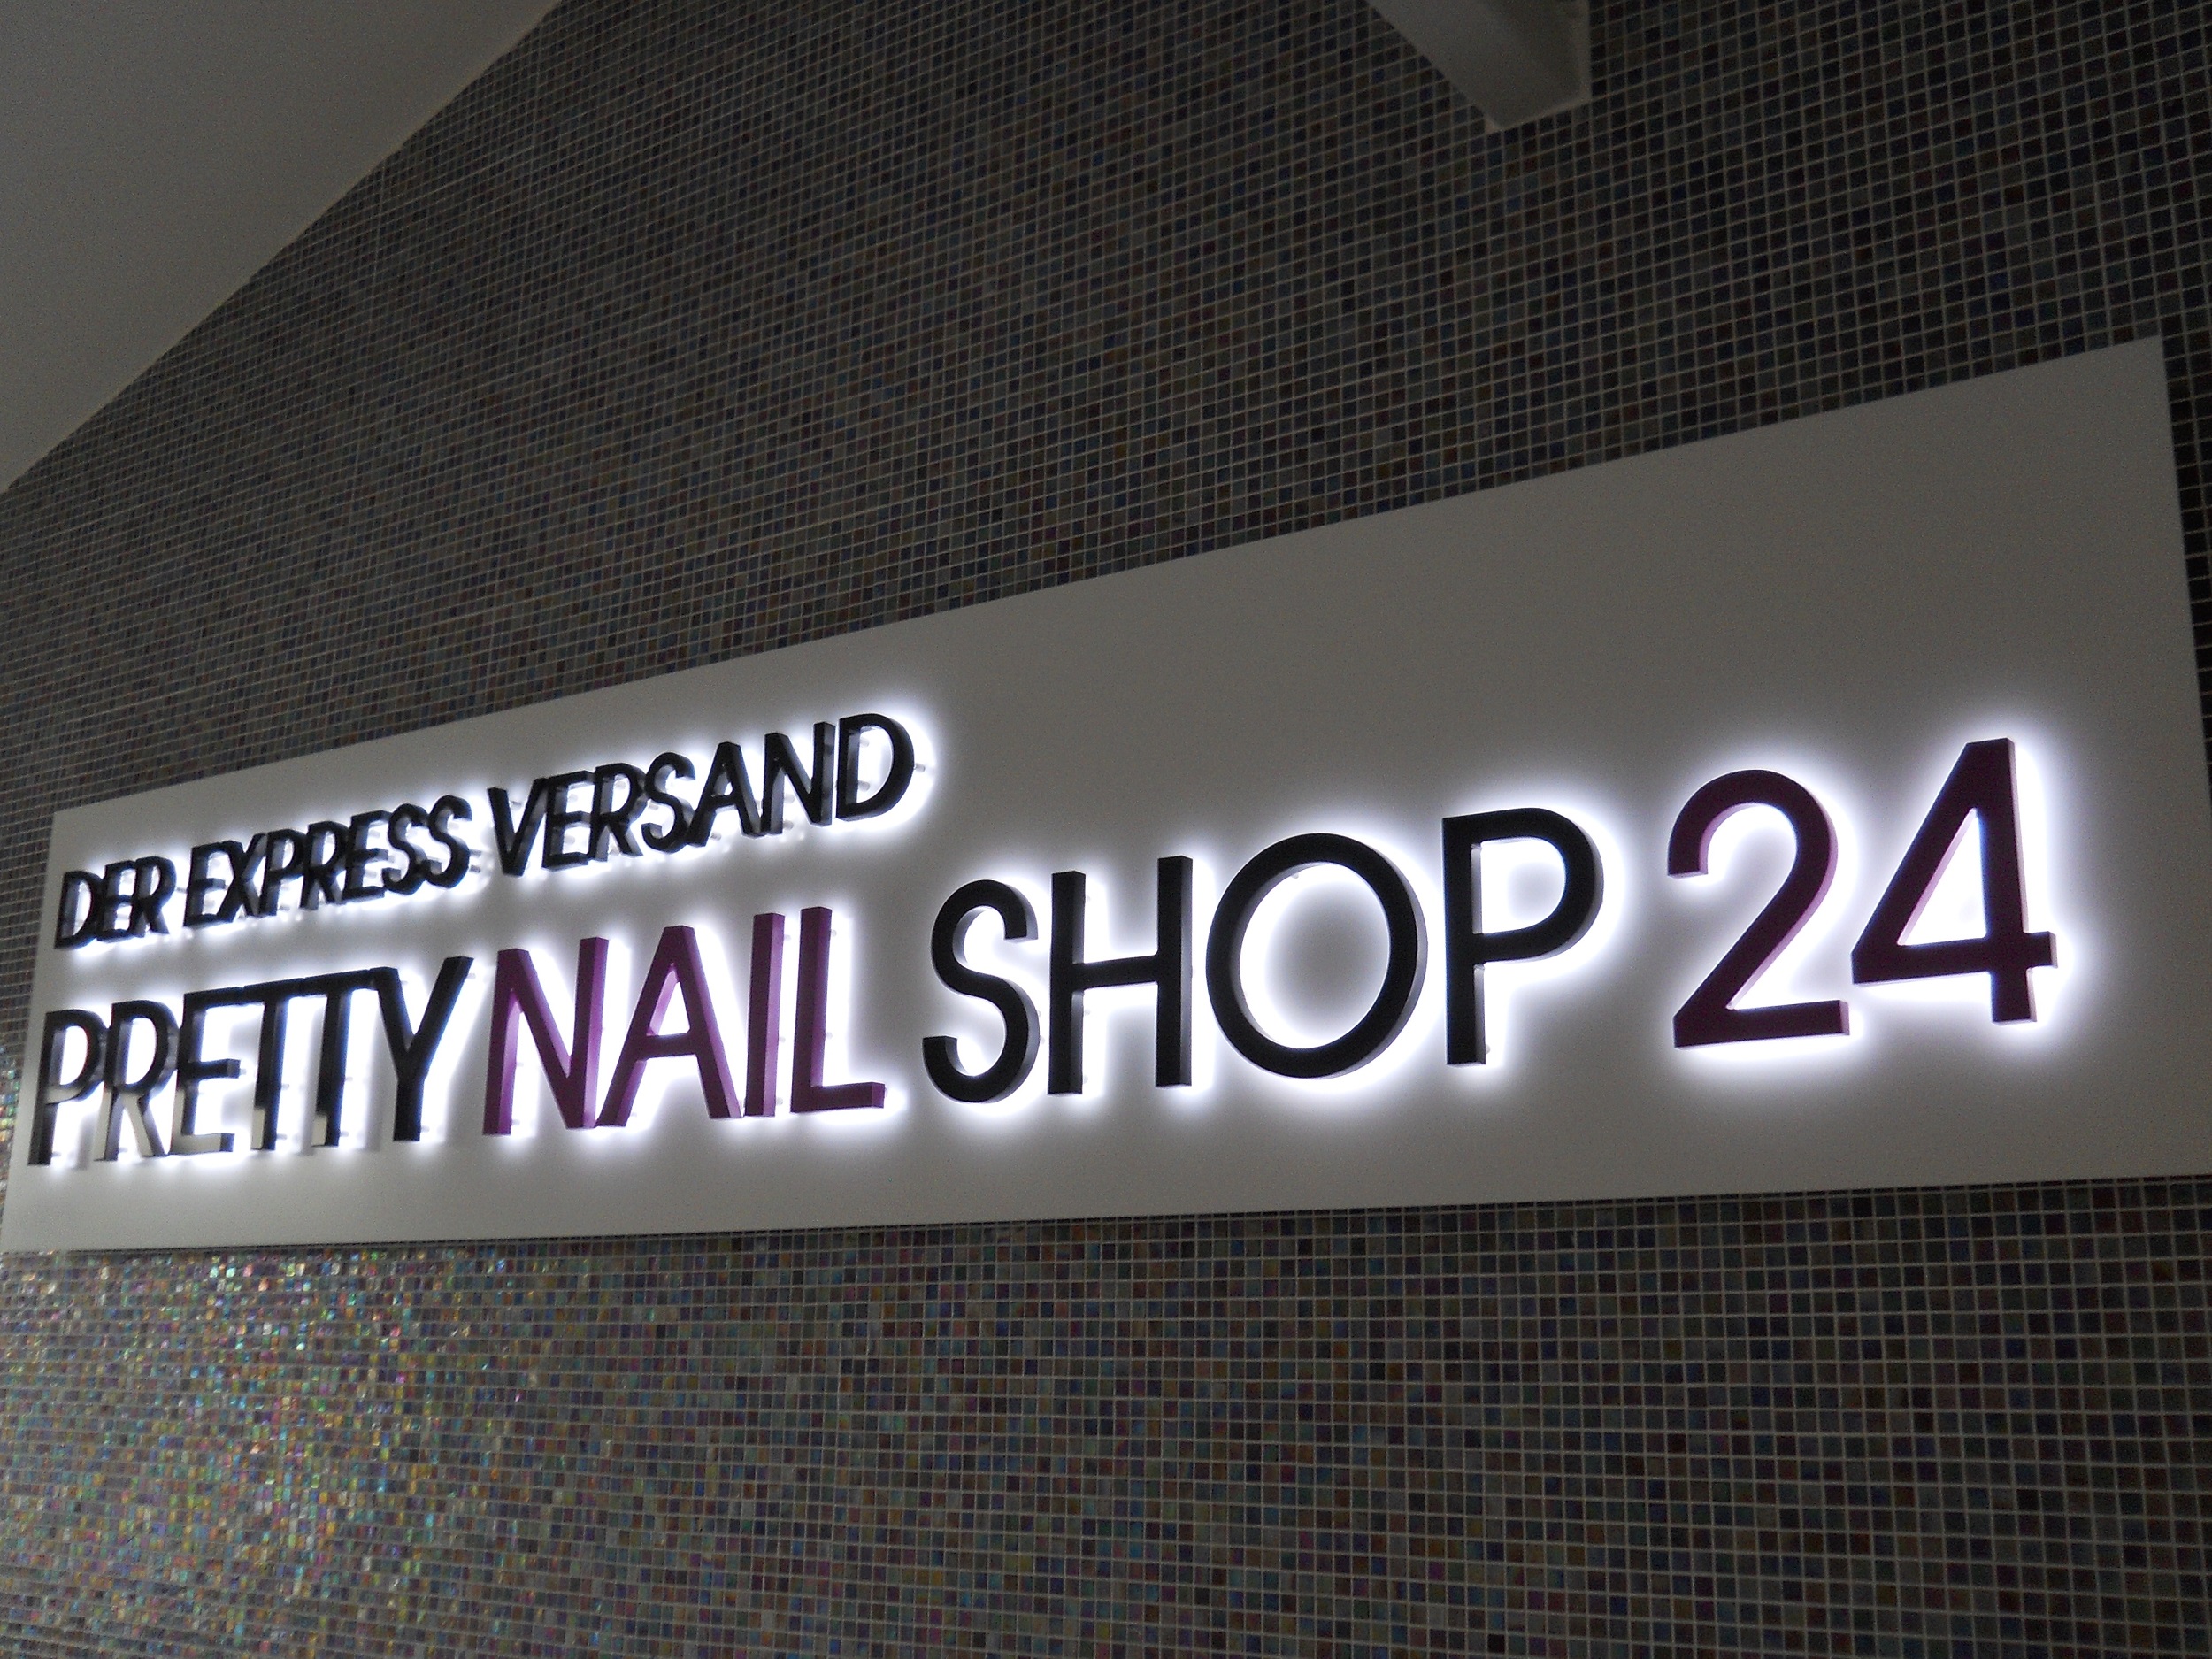 DER EXPRESS VERSAND
PRETTY NAIL SHOP 24